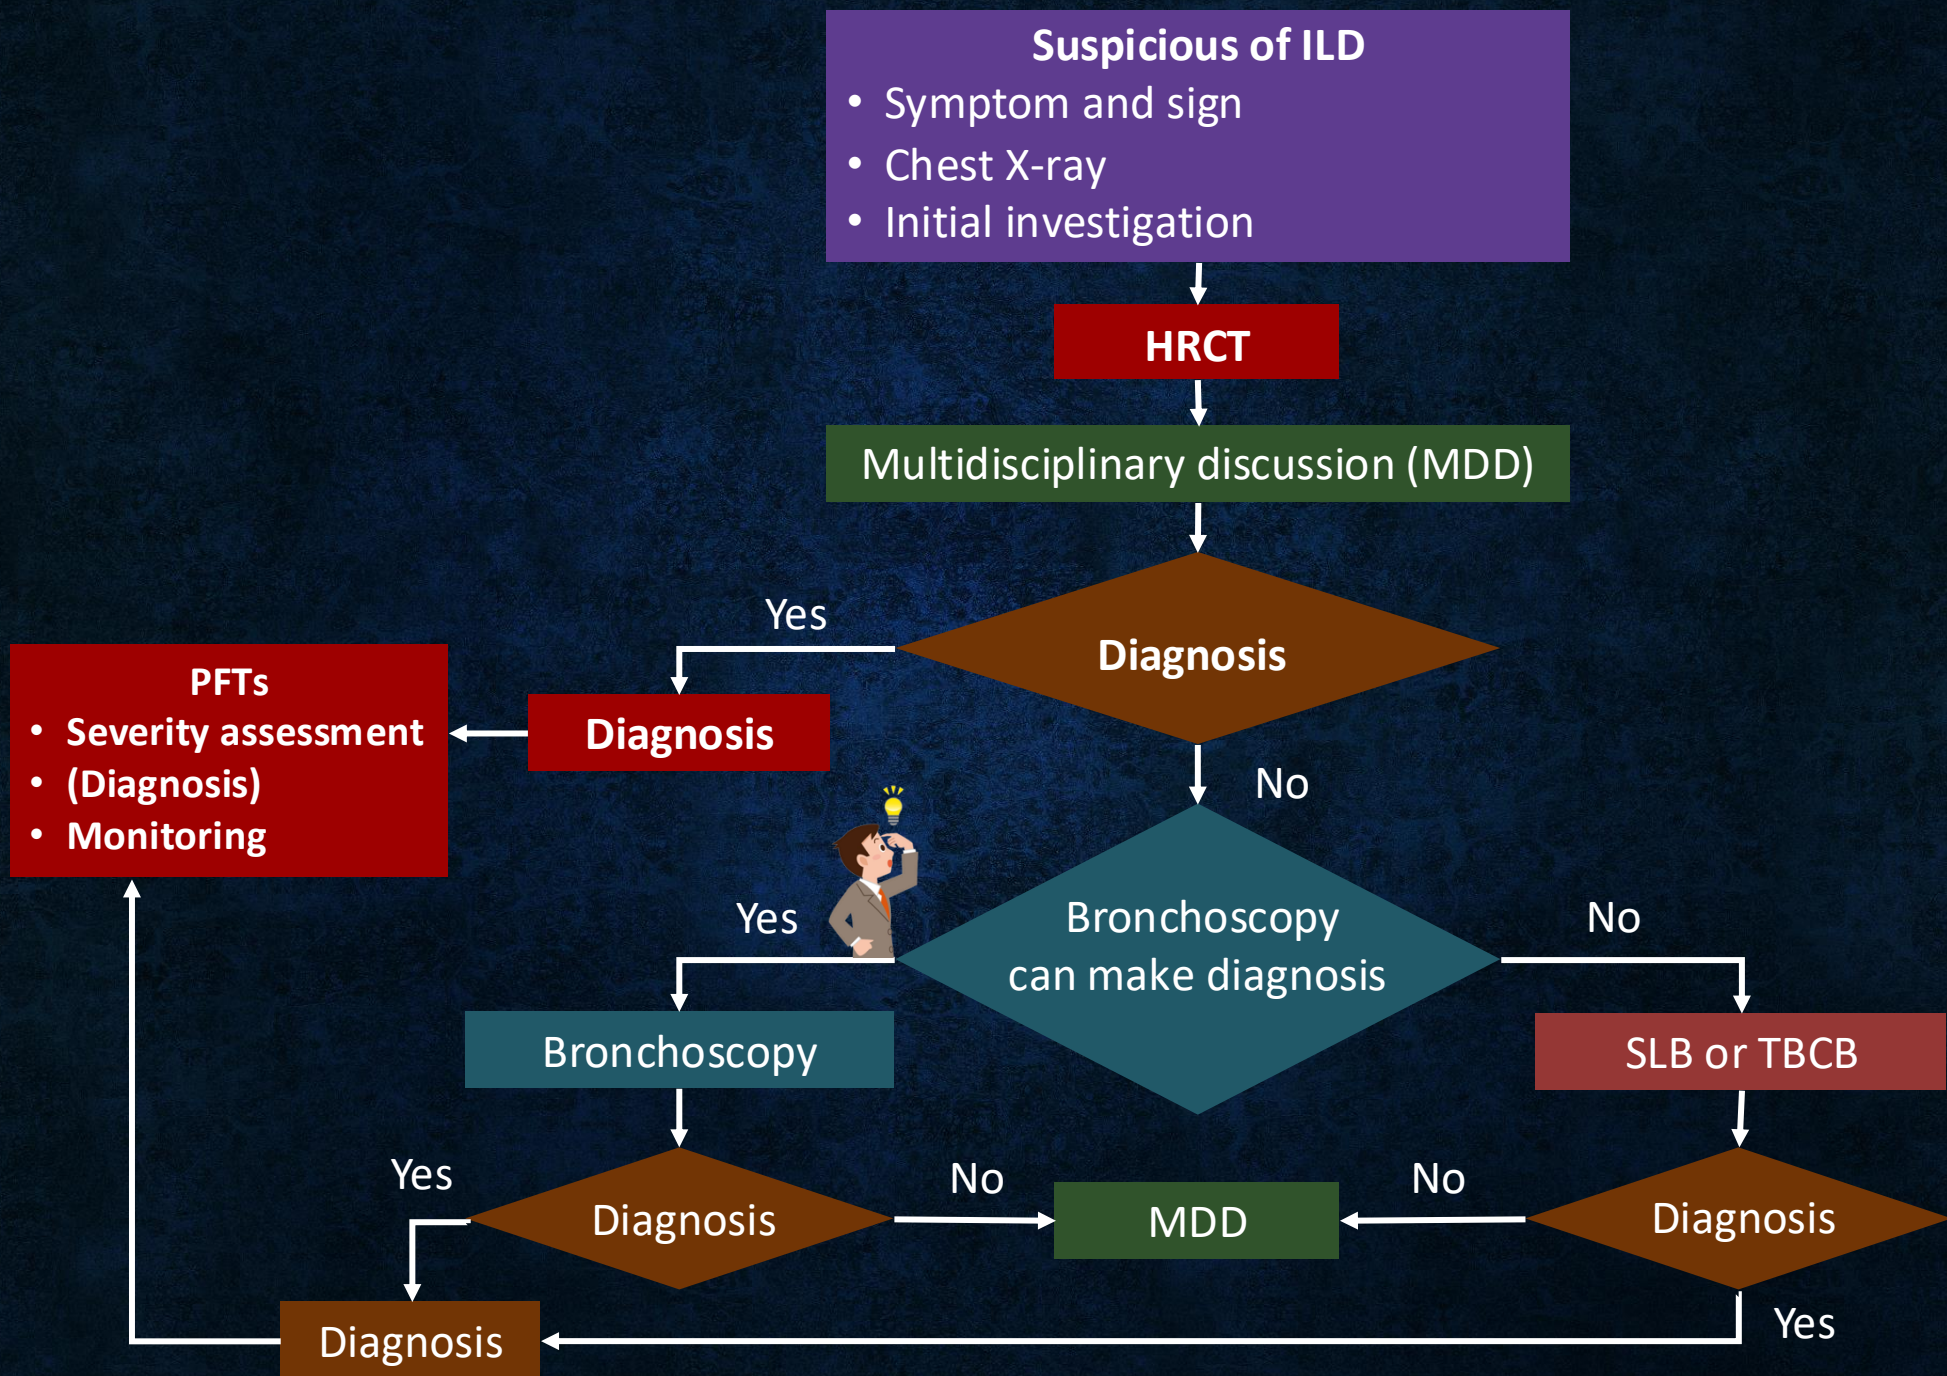 Suspicious of ILD
• Symptom and sign
• Chest X-ray
• Initial investigation
HRCT
Multidisciplinary discussion (MDD)
Diagnosis
Yes
No
Diagnosis
PFTs
• Severity assessment
• (Diagnosis)
• Monitoring
Bronchoscopy
can make diagnosis
Yes
No
Bronchoscopy
SLB or TBCB
Diagnosis
Yes
No
MDD
No
Diagnosis
Yes
Diagnosis